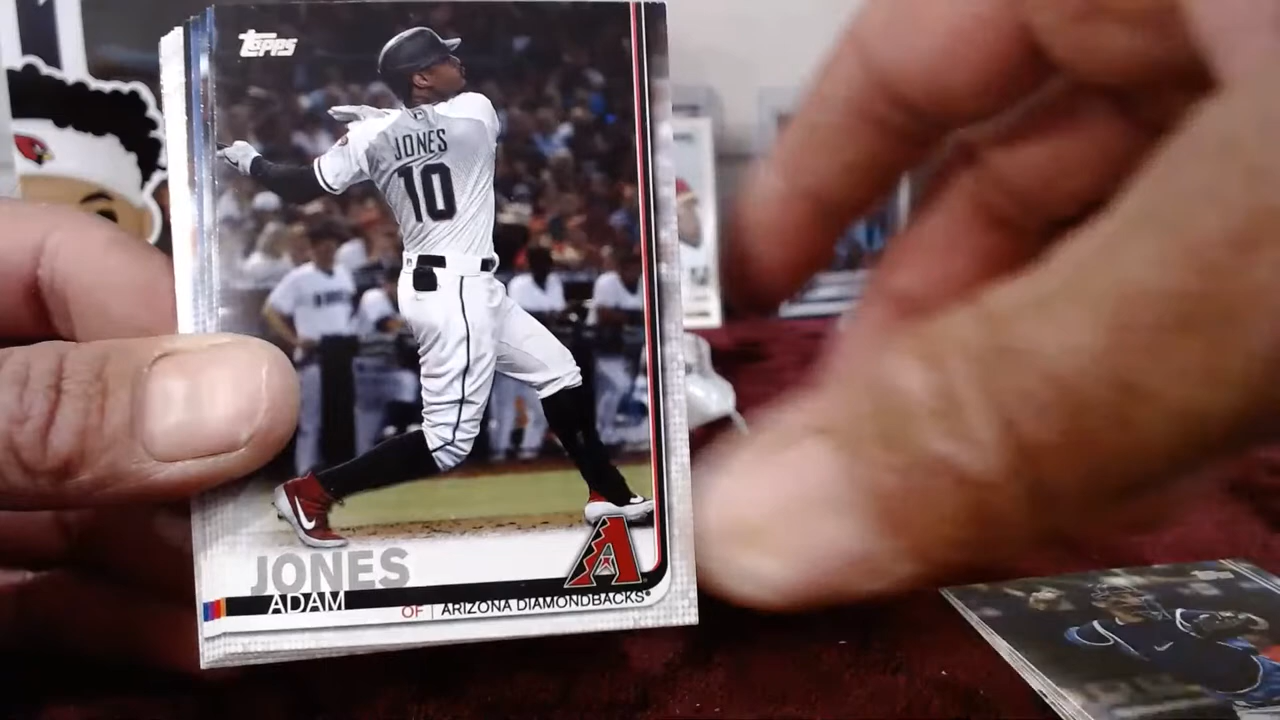 Topps
JONES
10
JONES
ADAM
OF | ARIZONA DIAMONDBACKS